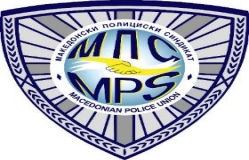 МАКЕДОНСКИ ПОЛИЦИСКИ СИНДИКАТ
МПС
MPS
MACEDONIAN POLICE UNION